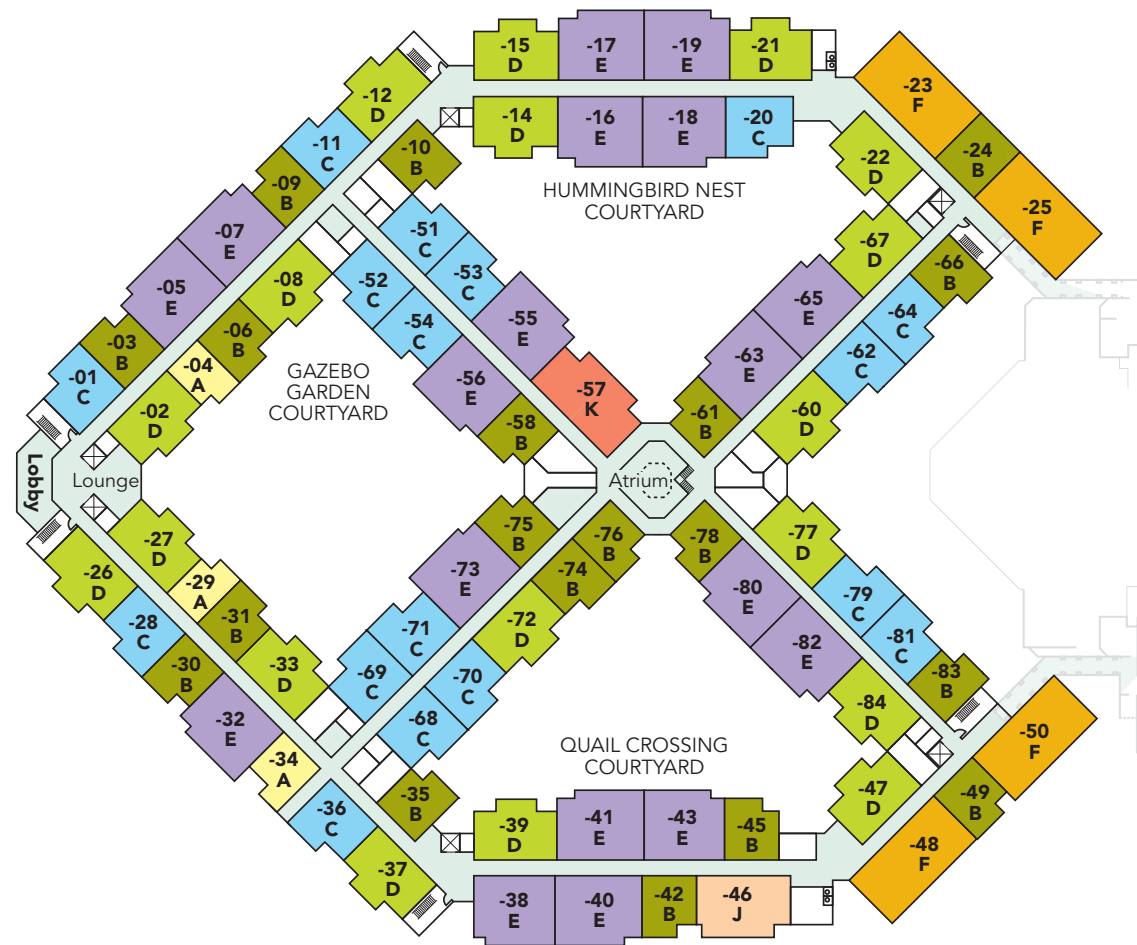 -15
D
-17
E
-19
E
-21
D
-12
D
-23
F
-14
D
-16
E
-18
E
-20
C
-11
C
-10
B
-22
D
-24
B
-09
B
HUMMINGBIRD NEST
COURTYARD
-25
F
-07
E
-51
C
-67
D
-66
B
-05
E
-08
D
-52
C
-53
C
-65
E
-64
C
-03
B
-06
B
-54
C
-55
E
-63
E
-62
C
-01
C
-04
A
GAZEBO
GARDEN
COURTYARD
-56
E
-57
K
-60
D
-02
D
-58
B
-61
B
Lobby
Lounge
Atrium
-27
D
-75
B
-76
B
-78
B
-77
D
-26
D
-29
A
-73
E
-74
B
-80
E
-79
C
-28
C
-31
B
-71
C
-72
D
-82
E
-81
C
-30
B
-33
D
-69
C
-70
C
-84
D
-83
B
-32
E
-68
C
QUAIL CROSSING
COURTYARD
-50
F
-34
A
-35
B
-47
D
-49
B
-36
C
-39
D
-41
E
-43
E
-45
B
-48
F
-37
D
-38
E
-40
E
-42
B
-46
J